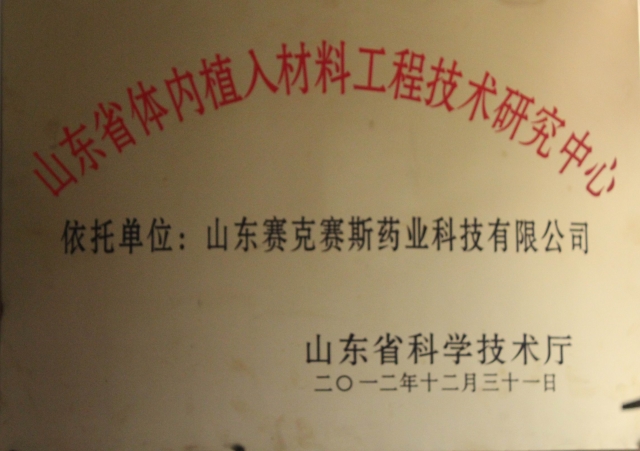 山东省体内植入材料工程技术研究中心
依托单位：山东赛克赛斯药业科技有限公司
山东省科学技术厅
二〇一二年十二月三十一日